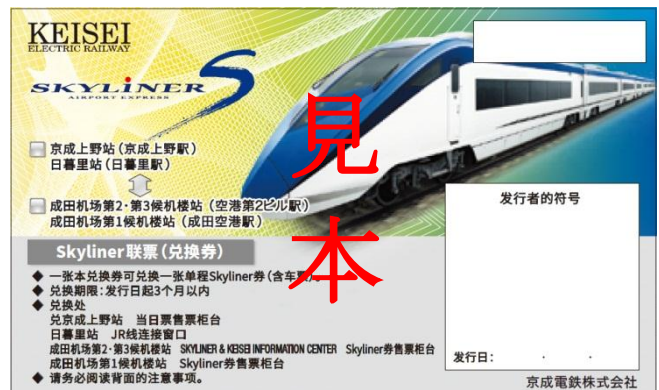 KEISEI
ELECTRIC RAILWAY
SKYLINER S
AIRPORT EXPRESS
京成上野站(京成上野駅)
日暮里站(日暮里駅)
成田机场第2·第3候机楼站(空港第2ビル駅)
成田机场第1候机楼站(成田空港駅)
見本
发行者的符号
Skyliner联票(兑换券)
◆ 一张本兑换券可兑换一张单程Skyliner券(含车票)。
◆ 兑换期限:发行日起3个月以内
◆ 兑换处
兑京成上野站 当日票售票柜台
日暮里站 JR线连接窗口
成田机场第2·第3候机楼站 SKYLINER & KEISEI INFORMATION CENTER Skyliner券售票柜台
成田机场第1候机楼站 Skyliner券售票柜台
◆ 请务必阅读背面的注意事项。
发行日: · ·
京成電鉄株式会社